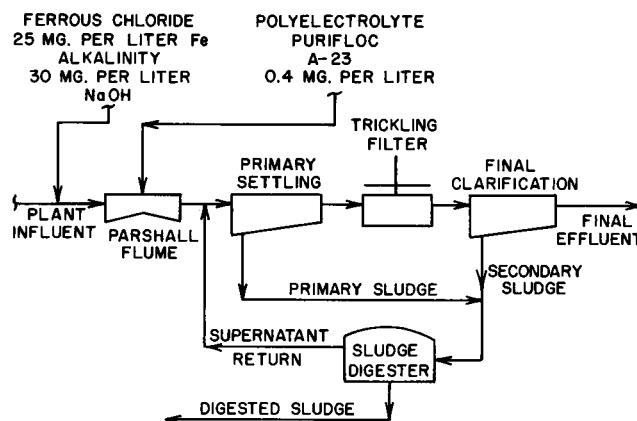 FERROUS CHLORIDE
25 MG. PER LITER Fe
ALKALINITY
30 MG. PER LITER
NaOH
POLYELECTROLYTE
PURIFLOC
A-23
0.4 MG. PER LITER
TRICKLING
FILTER
PRIMARY
SETTLING
FINAL
CLARIFICATION
PLANT
INFLUENT
PARSHALL
FLUME
FINAL
EFFLUENT
PRIMARY SLUDGE
SECONDARY
SLUDGE
SUPERNATANT
RETURN
SLUDGE
DIGESTER
DIGESTED SLUDGE